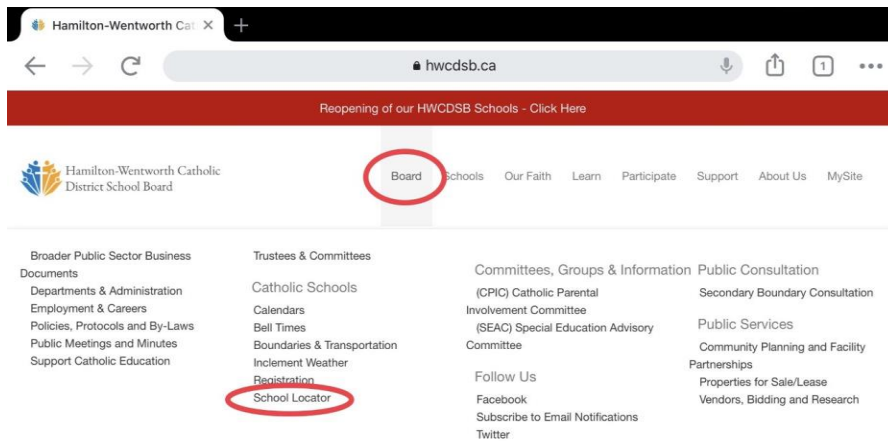 Hamilton-Wentworth Cat
hwcdsb.ca
1
Reopening of our HWCDSB Schools - Click Here
Hamilton-Wentworth Catholic
District School Board
Board Schools Our Faith Learn Participate Support About Us MySite
Broader Public Sector Business
Documents
Departments & Administration
Employment & Careers
Policies, Protocols and By-Laws
Public Meetings and Minutes
Support Catholic Education
Trustees & Committees
Catholic Schools
Calendars
Bell Times
Boundaries & Transportation
Inclement Weather
Registration
School Locator
Committees, Groups & Information
(CPIC) Catholic Parental
Involvement Committee
(SEAC) Special Education Advisory
Committee
Follow Us
Facebook
Subscribe to Email Notifications
Twitter
Public Consultation
Secondary Boundary Consultation
Public Services
Community Planning and Facility
Partnerships
Properties for Sale/Lease
Vendors, Bidding and Research